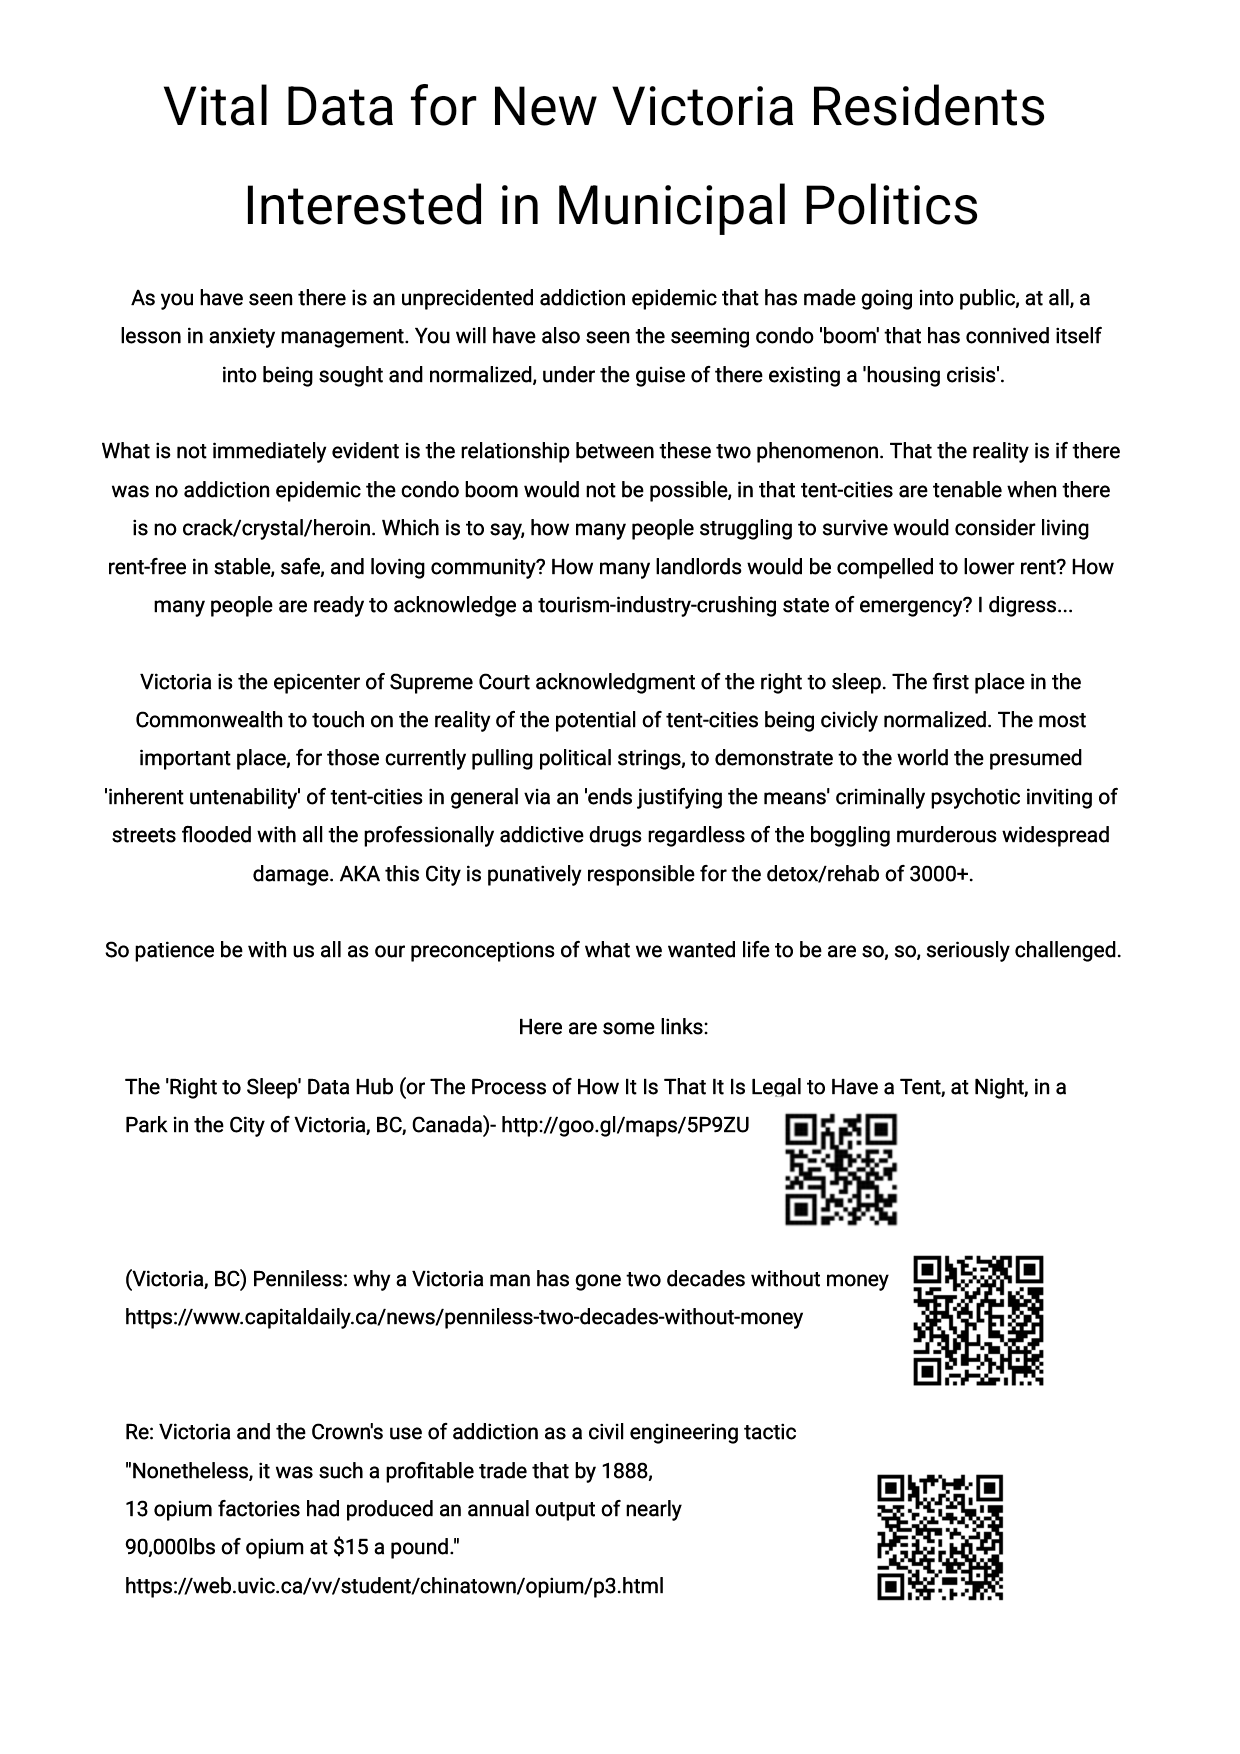 Vital Data for New Victoria Residents
Interested in Municipal Politics
As you have seen there is an unprecidented addiction epidemic that has made going into public, at all, a
lesson in anxiety management. You will have also seen the seeming condo 'boom' that has connived itself
into being sought and normalized, under the guise of there existing a 'housing crisis'.
What is not immediately evident is the relationship between these two phenomenon. That the reality is if there
was no addiction epidemic the condo boom would not be possible, in that tent-cities are tenable when there
is no crack/crystal/heroin. Which is to say, how many people struggling to survive would consider living
rent-free in stable, safe, and loving community? How many landlords would be compelled to lower rent? How
many people are ready to acknowledge a tourism-industry-crushing state of emergency? I digress...
Victoria is the epicenter of Supreme Court acknowledgment of the right to sleep. The first place in the
Commonwealth to touch on the reality of the potential of tent-cities being civicly normalized. The most
important place, for those currently pulling political strings, to demonstrate to the world the presumed
'inherent untenability' of tent-cities in general via an 'ends justifying the means' criminally psychotic inviting of
streets flooded with all the professionally addictive drugs regardless of the boggling murderous widespread
damage. AKA this City is punatively responsible for the detox/rehab of 3000+.
So patience be with us all as our preconceptions of what we wanted life to be are so, so, seriously challenged.
Here are some links:
The 'Right to Sleep' Data Hub (or The Process of How It Is That It Is Legal to Have a Tent, at Night, in a
Park in the City of Victoria, BC, Canada)- http://goo.gl/maps/5P9ZU
(Victoria, BC) Penniless: why a Victoria man has gone two decades without money
https://www.capitaldaily.ca/news/penniless-two-decades-without-money
Re: Victoria and the Crown's use of addiction as a civil engineering tactic
"Nonetheless, it was such a profitable trade that by 1888,
13 opium factories had produced an annual output of nearly
90,000lbs of opium at $15 a pound."
https://web.uvic.ca/vv/student/chinatown/opium/p3.html